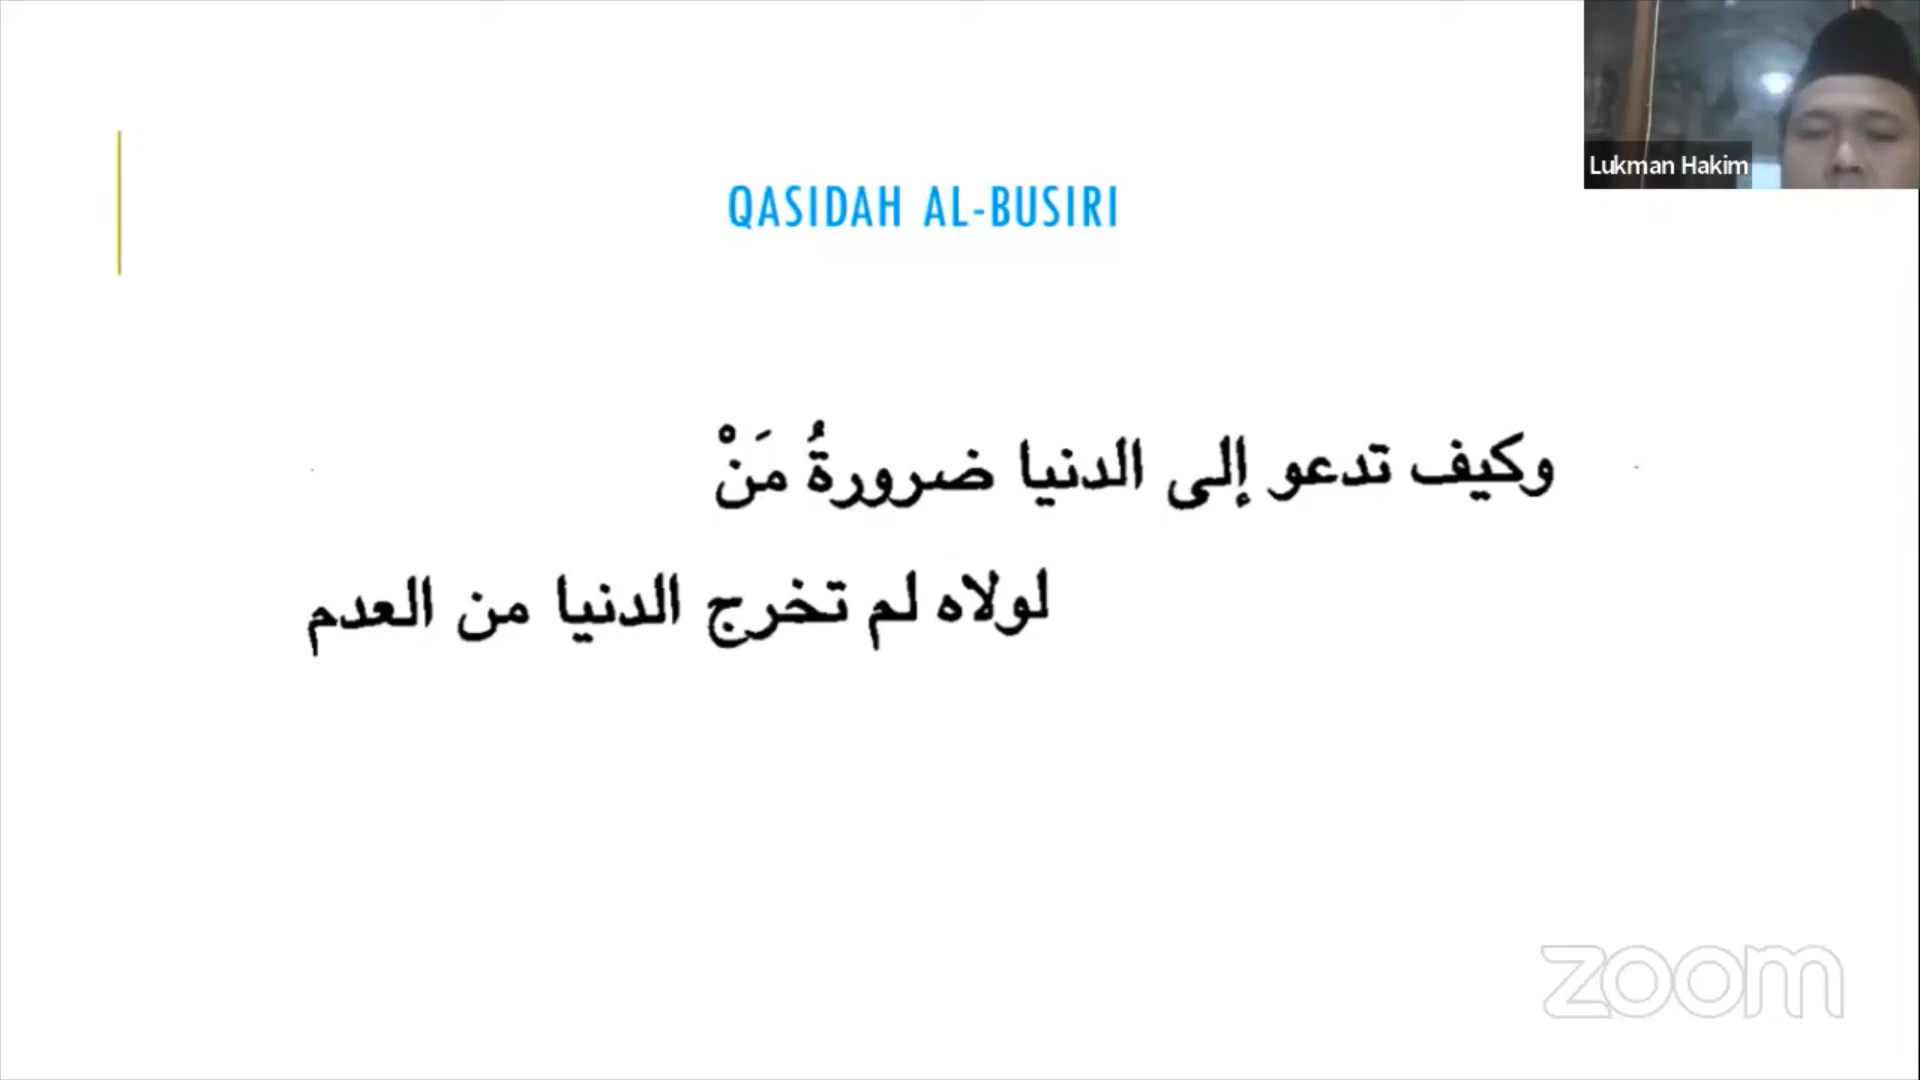 Lukman Hakim
QASIDAH AL-BUSIRI
وكيف تدعو إلى الدنيا ضرورةُ مَنْ
لولاه لم تخرج الدنيا من العدم
zoom